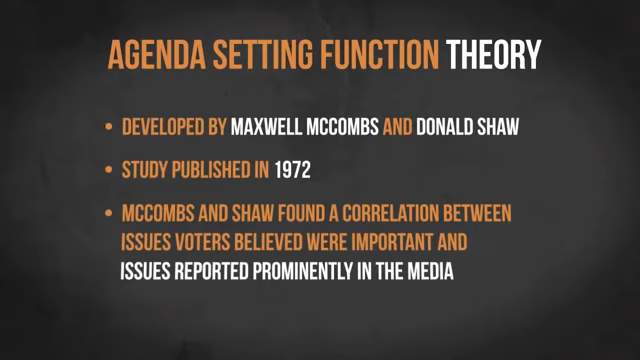 AGENDA SETTING FUNCTION THEORY
• DEVELOPED BY MAXWELL MCCOMBS AND DONALD SHAW
• STUDY PUBLISHED IN 1972
• MCCOMBS AND SHAW FOUND A CORRELATION BETWEEN
ISSUES VOTERS BELIEVED WERE IMPORTANT AND
ISSUES REPORTED PROMINENTLY IN THE MEDIA